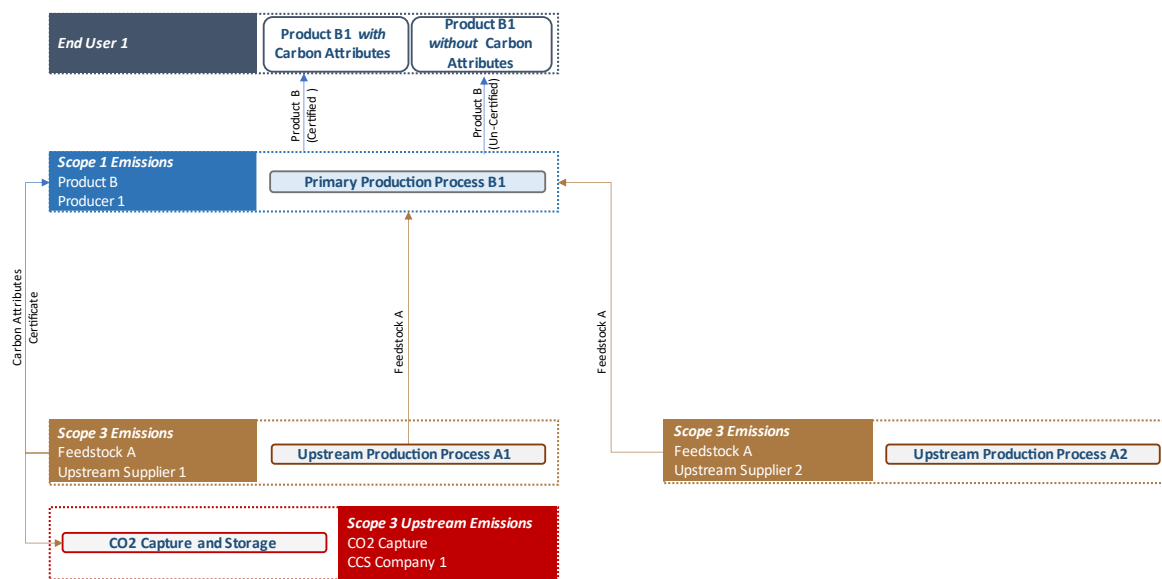 End User 1
Product B1 with
Carbon Attributes
Product B1
without Carbon
Attributes
Product B
(Certified )
Product B
(Un-Certified)
Scope 1 Emissions
Product B
Producer 1
Primary Production Process B1
Carbon Attributes
Certificate
Feedstock A
Feedstock A
Scope 3 Emissions
Feedstock A
Upstream Supplier 1
Upstream Production Process A1
Scope 3 Emissions
Feedstock A
Upstream Supplier 2
Upstream Production Process A2
CO2 Capture and Storage
Scope 3 Upstream Emissions
CO2 Capture
CCS Company 1